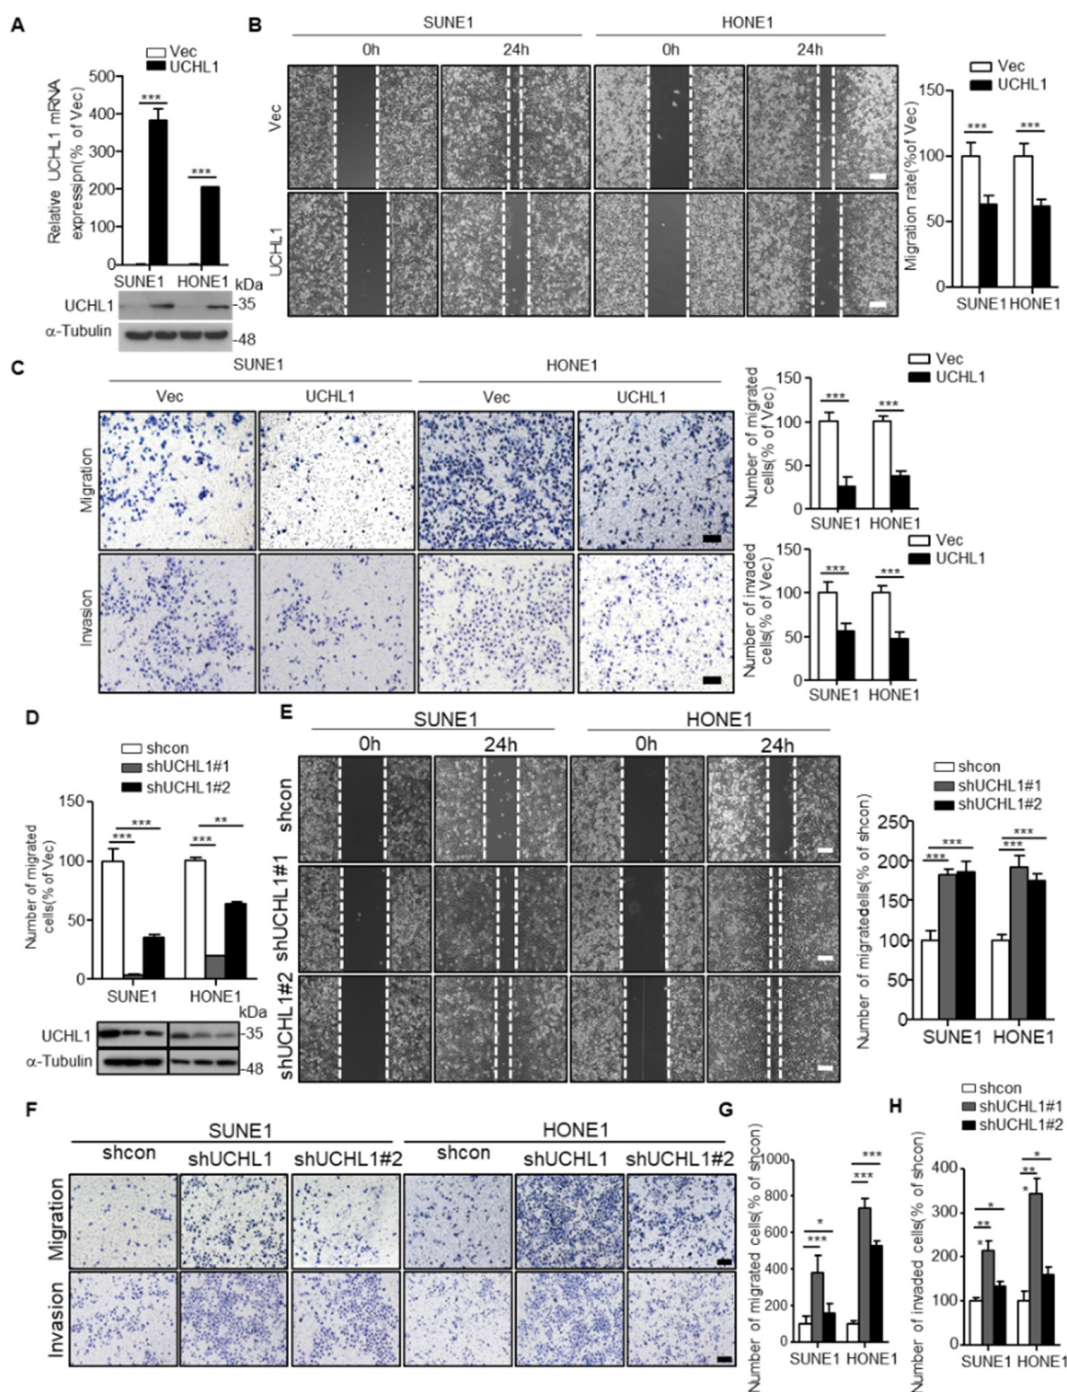 A
Vec
UCHL1
Relative UCHL1 mRNA
expressipn(% of Vec)
500
400
300
200
100
0
***
***
SUNE1 HONE1 kDa
UCHL1
-35
α-Tubulin
-48
B
SUNE1 HONE1
0h 24h 0h 24h
Vec
UCHL1
Vec
UCHL1
Migration rate(%of Vec)
150
100
50
0
***
***
SUNE1 HONE1
C
SUNE1 HONE1
Vec UCHL1 Vec UCHL1
Migration
Invasion
Vec
UCHL1
Number of migrated
cells(% of Vec)
150
100
50
0
***
***
SUNE1 HONE1
Vec
UCHL1
Number of invaded
cells(% of Vec)
150
100
50
0
***
***
SUNE1 HONE1
D
shcon
shUCHL1#1
shUCHL1#2
Number of migrated
cells(% of Vec)
150
100
50
0
***
***
**
***
SUNE1 HONE1
kDa
UCHL1
-35
α-Tubulin
-48
E
SUNE1 HONE1
0h 24h 0h 24h
shcon
shUCHL1#1
shUCHL1#2
shcon
shUCHL1#1
shUCHL1#2
Number of migratedells(% of shcon)
250
200
150
100
50
0
***
***
***
***
SUNE1 HONE1
F
SUNE1 HONE1
shcon shUCHL1 shUCHL1#2 shcon shUCHL1 shUCHL1#2
Migration
Invasion
G
Number of migrated cells(% of shcon)
1000
800
600
400
200
0
*
***
***
***
SUNE1 HONE1
H
shcon
shUCHL1#1
shUCHL1#2
Number of invaded cells(% of shcon)
400
300
200
100
0
*
**
*
*
**
*
SUNE1 HONE1